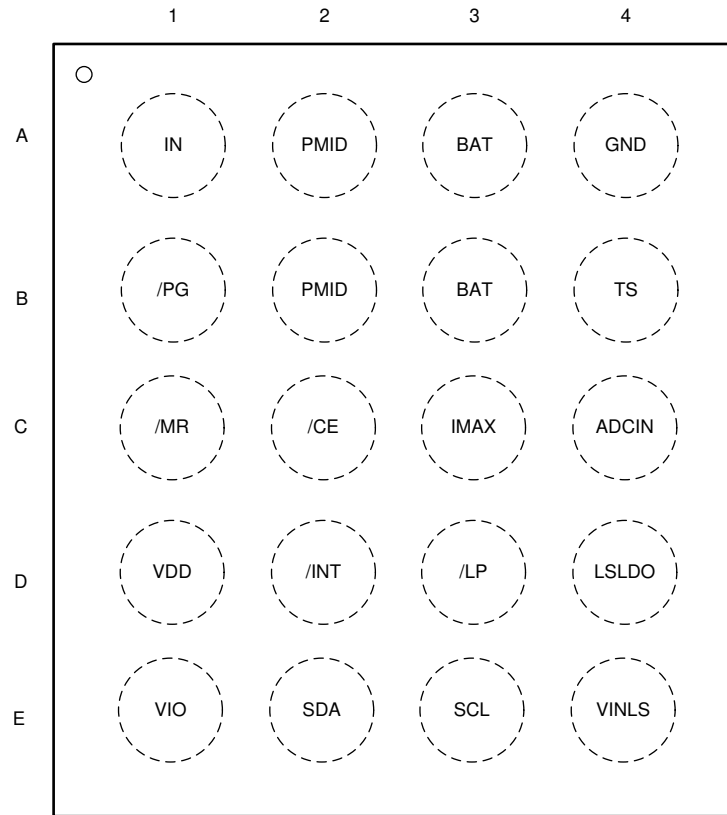 1 2 3 4
A IN PMID BAT GND
B /PG PMID BAT TS
C /MR /CE IMAX ADCIN
D VDD /INT /LP LSLDO
E VIO SDA SCL VINLS